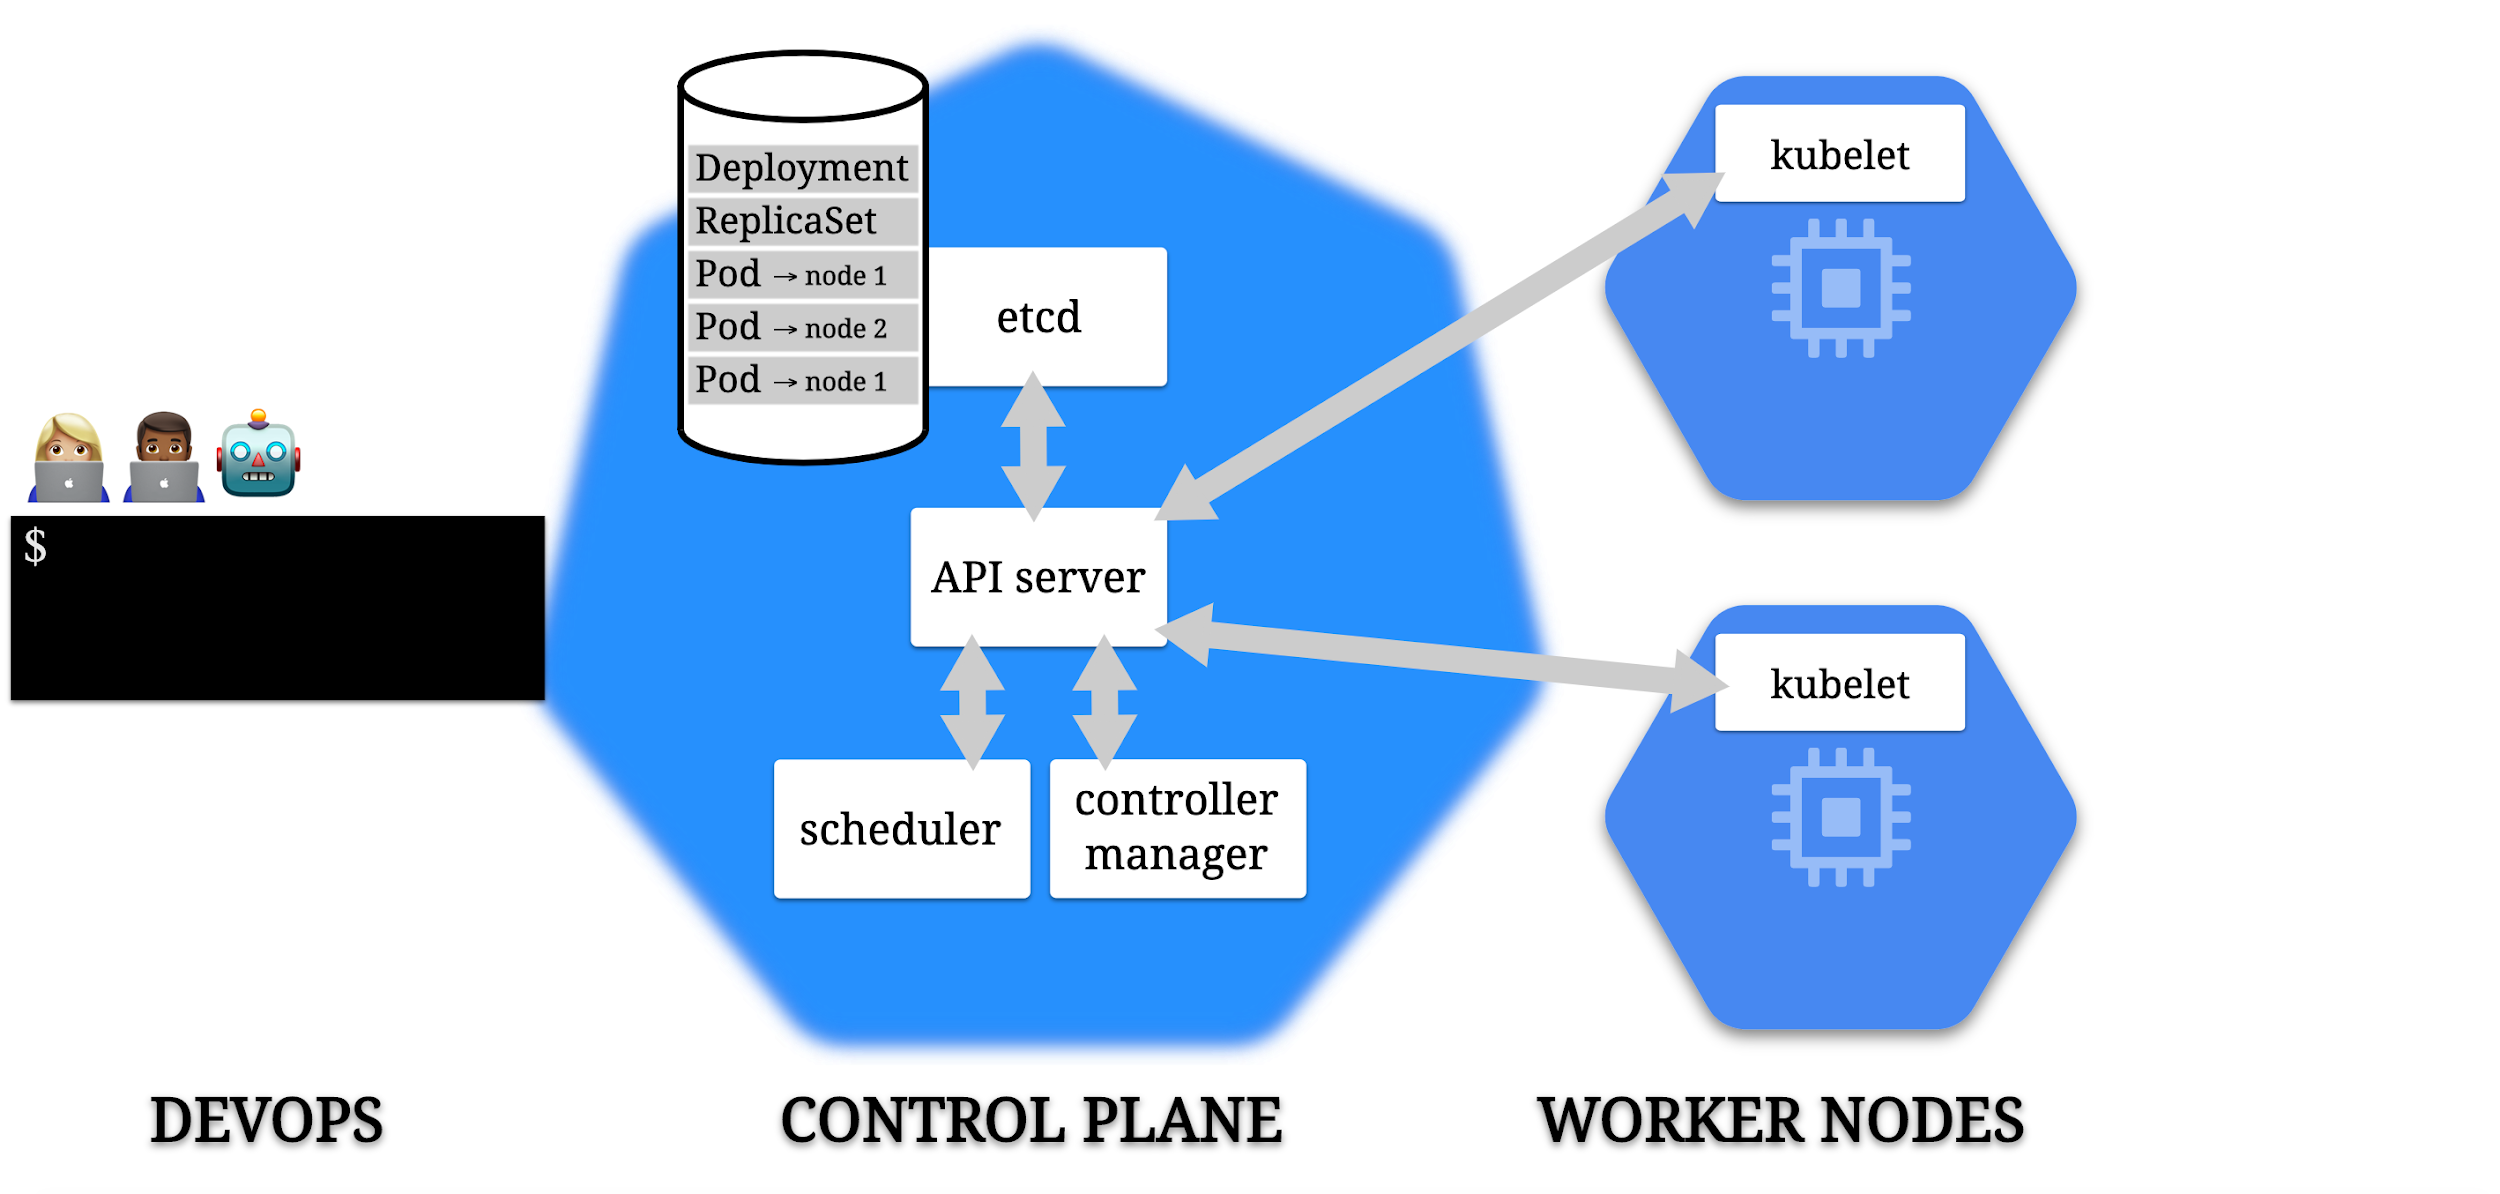 Deployment
ReplicaSet
Pod → node 1
Pod → node 2
Pod → node 1
etcd
kubelet
$
API server
kubelet
scheduler
controller
manager
DEVOPS
CONTROL PLANE
WORKER NODES